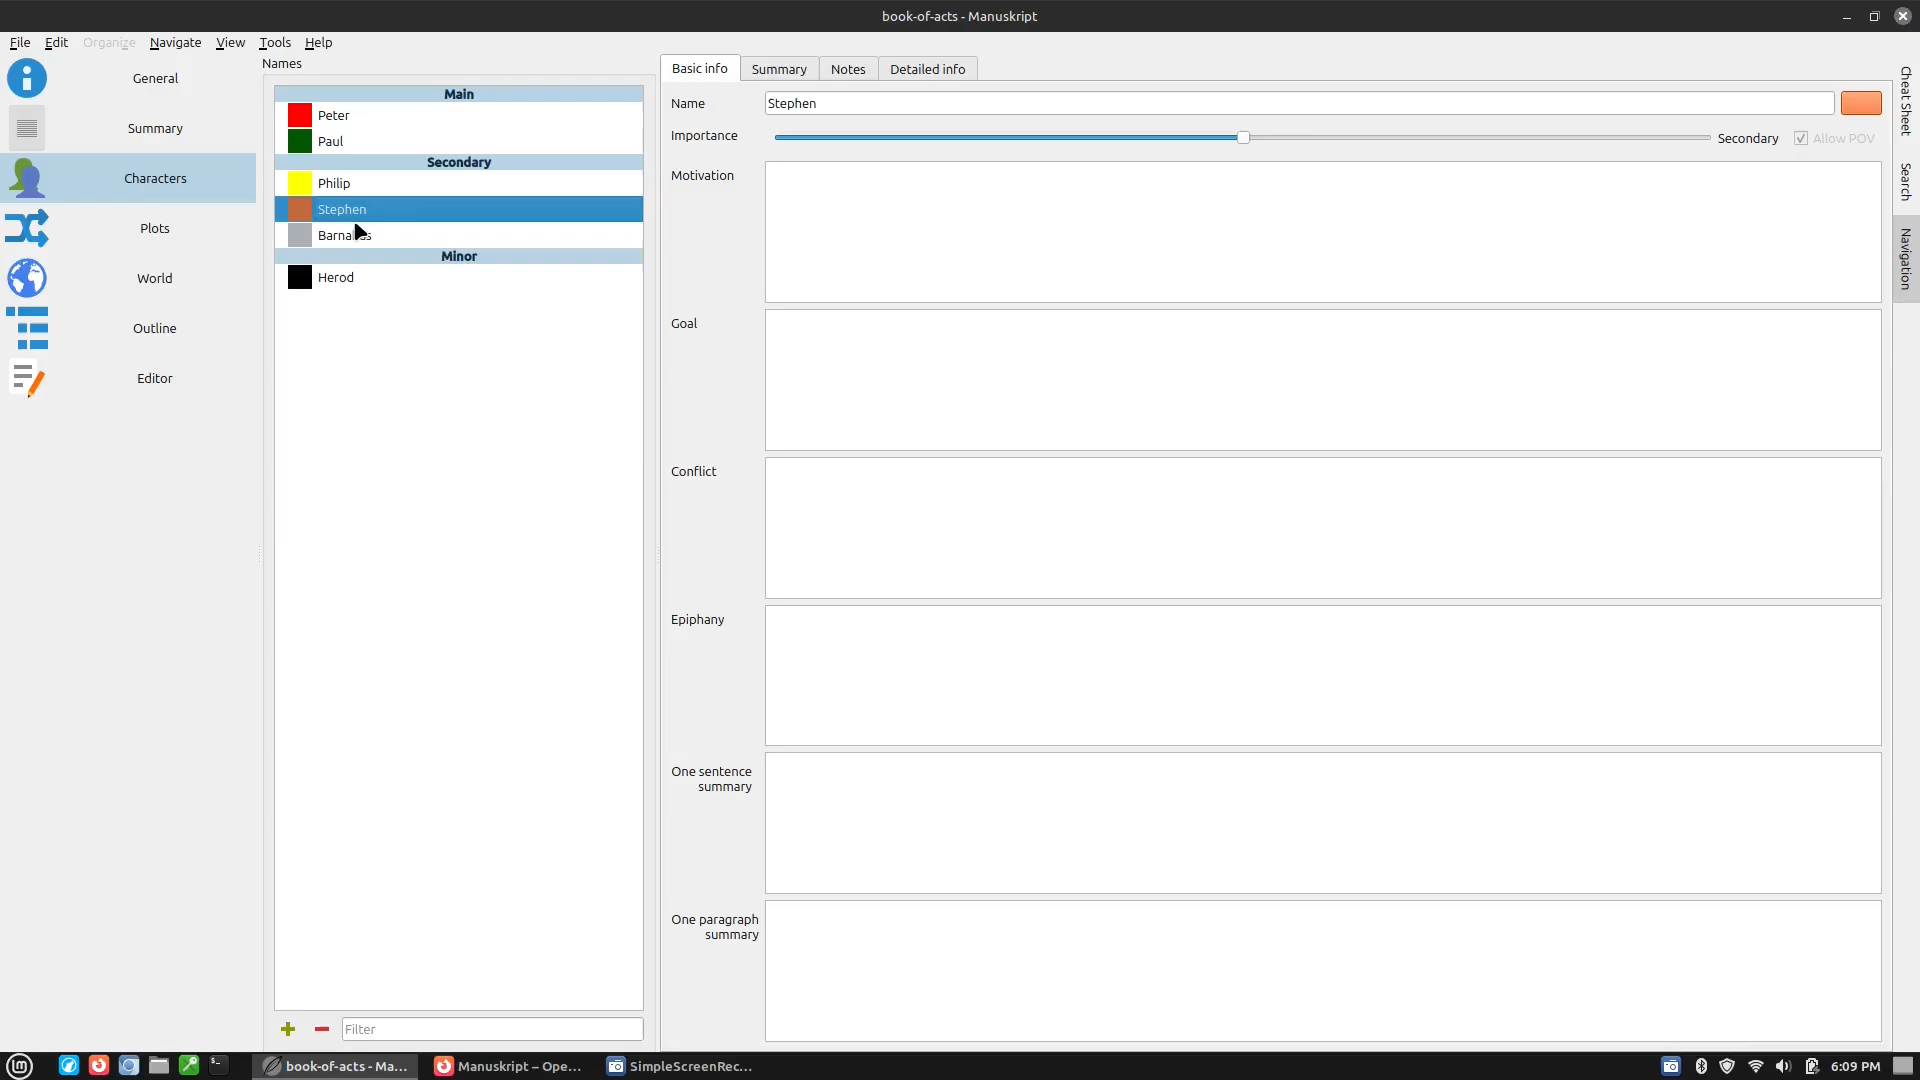 book-of-acts - Manuskript
File Edit Organize Navigate View Tools Help
General
Summary
Characters
Plots
World
Outline
Editor
Names
Main
Peter
Paul
Secondary
Philip
Stephen
Minor
Herod
Filter
Basic info Summary Notes Detailed info
Name Stephen
Importance Secondary Allow POV
Motivation
Goal
Conflict
Epiphany
One sentence
summary
One paragraph
summary
Cheat Sheet
Search
Navigation
book-of-acts - Ma... Manuskript – Ope... SimpleScreenRec... 6:09 PM